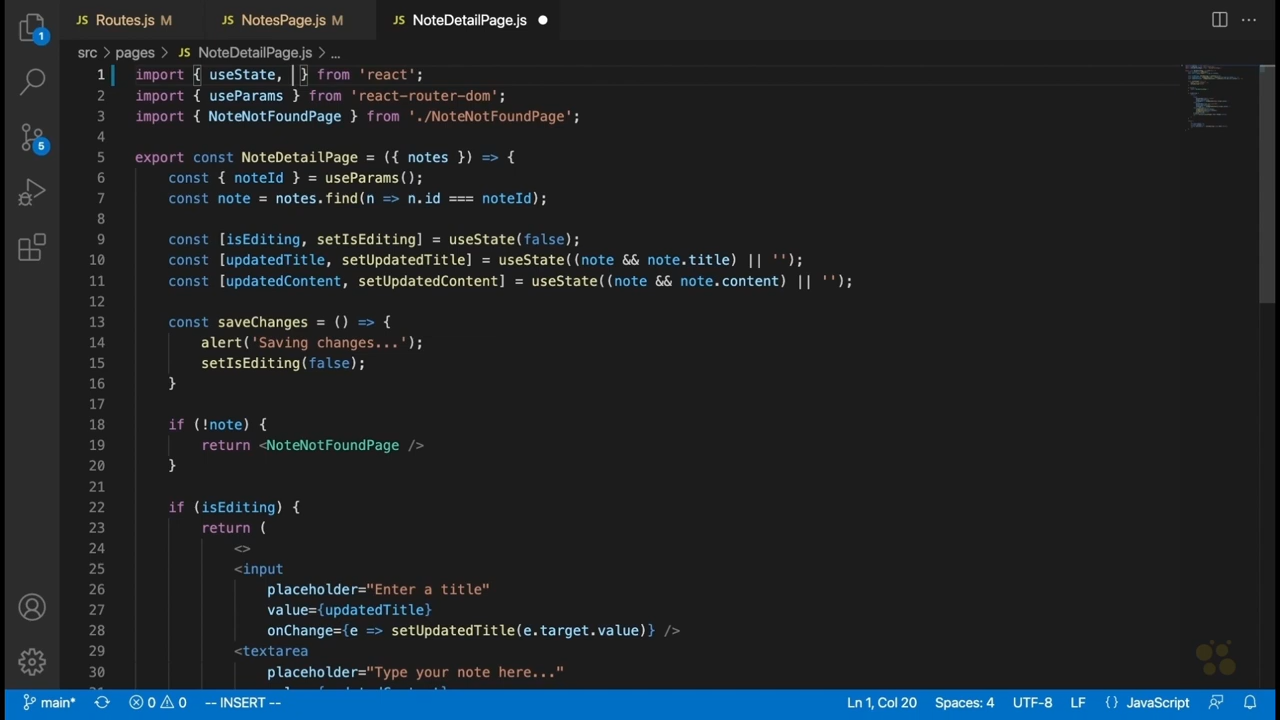 JS Routes.js M JS NotesPage.js M JS NoteDetailPage.js
src > pages > JS NoteDetailPage.js > ...
1 import { useState, } from 'react';
2 import { useParams } from 'react-router-dom';
3 import { NoteNotFoundPage } from './NoteNotFoundPage';
4
5 export const NoteDetailPage = ({ notes }) => {
6 const { noteId } = useParams();
7 const note = notes.find(n => n.id === noteId);
8
9 const [isEditing, setIsEditing] = useState(false);
10 const [updatedTitle, setUpdatedTitle] = useState((note && note.title) || '');
11 const [updatedContent, setUpdatedContent] = useState((note && note.content) || '');
12
13 const saveChanges = () => {
14 alert('Saving changes...');
15 setIsEditing(false);
16 }
17
18 if (!note) {
19 return <NoteNotFoundPage />
20 }
21
22 if (isEditing) {
23 return (
24 <>
25 <input
26 placeholder="Enter a title"
27 value={updatedTitle}
28 onChange={e => setUpdatedTitle(e.target.value)} />
29 <textarea
30 placeholder="Type your note here..."
1
5
main* 0 0 -- INSERT -- Ln 1, Col 20 Spaces: 4 UTF-8 LF {} JavaScript